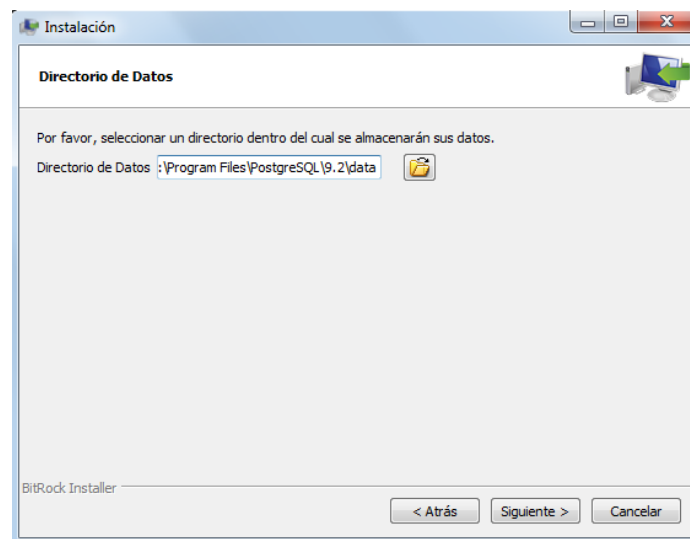 Instalación
Directorio de Datos
Por favor, seleccionar un directorio dentro del cual se almacenarán sus datos.
Directorio de Datos :\Program Files\PostgreSQL\9.2\data
BitRock Installer
< Atrás Siguiente > Cancelar